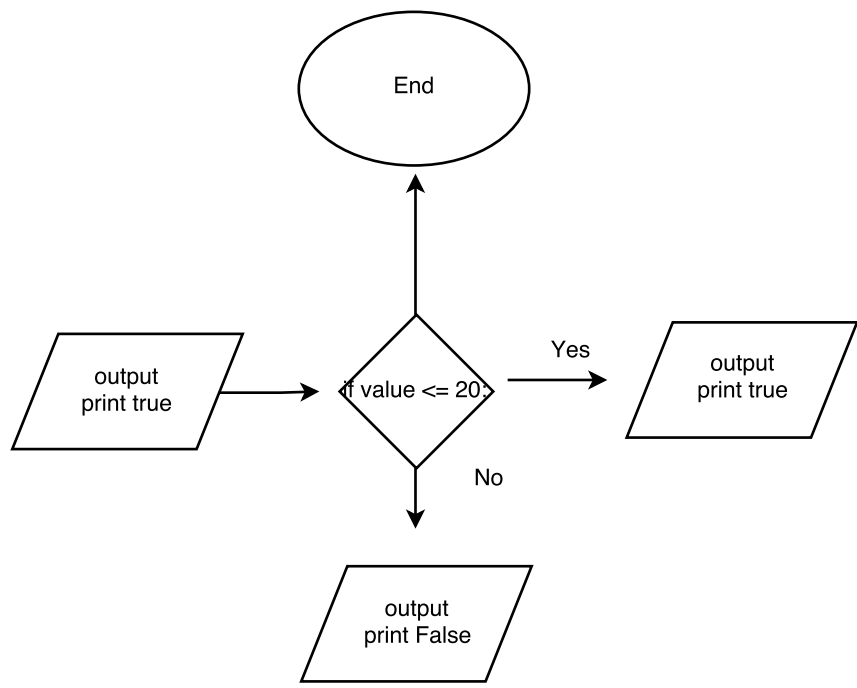 End
output
print true
if value <= 20:
Yes
output
print true
No
output
print False